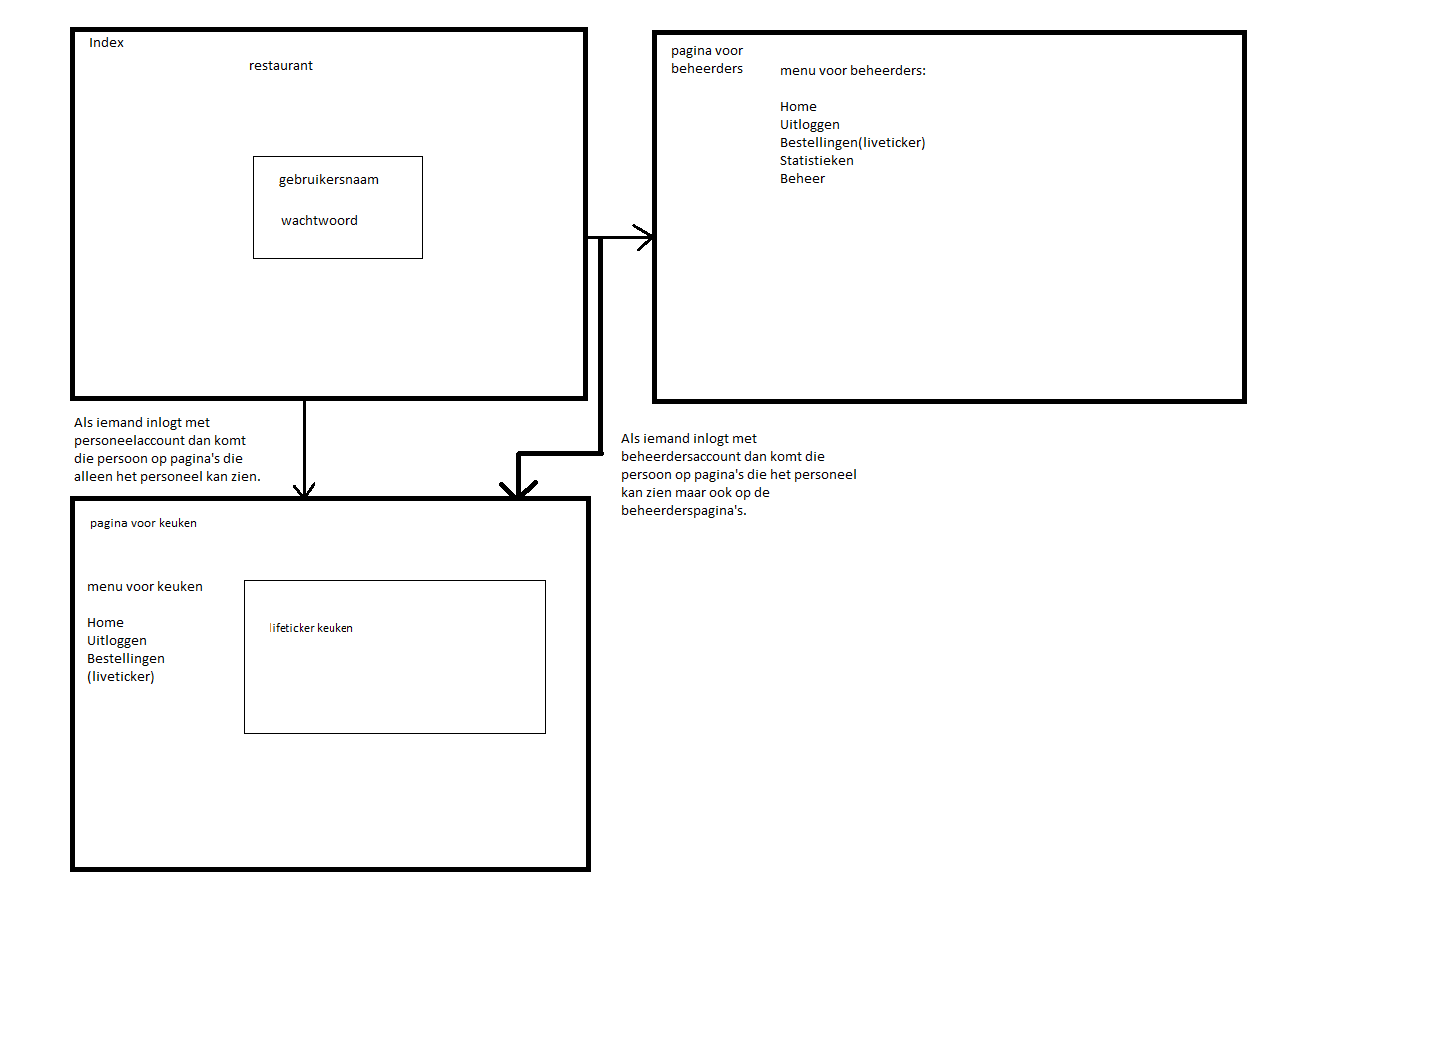 Index
restaurant
gebruikersnaam
wachtwoord
pagina voor
beheerders
menu voor beheerders:
Home
Uitloggen
Bestellingen(liveticker)
Statistieken
Beheer
Als iemand inlogt met
personeelaccount dan komt
die persoon op pagina's die
alleen het personeel kan zien.
Als iemand inlogt met
beheerdersaccount dan komt die
persoon op pagina's die het personeel
kan zien maar ook op de
beheerderspagina's.
pagina voor keuken
menu voor keuken
Home
Uitloggen
Bestellingen
(liveticker)
lifeticker keuken